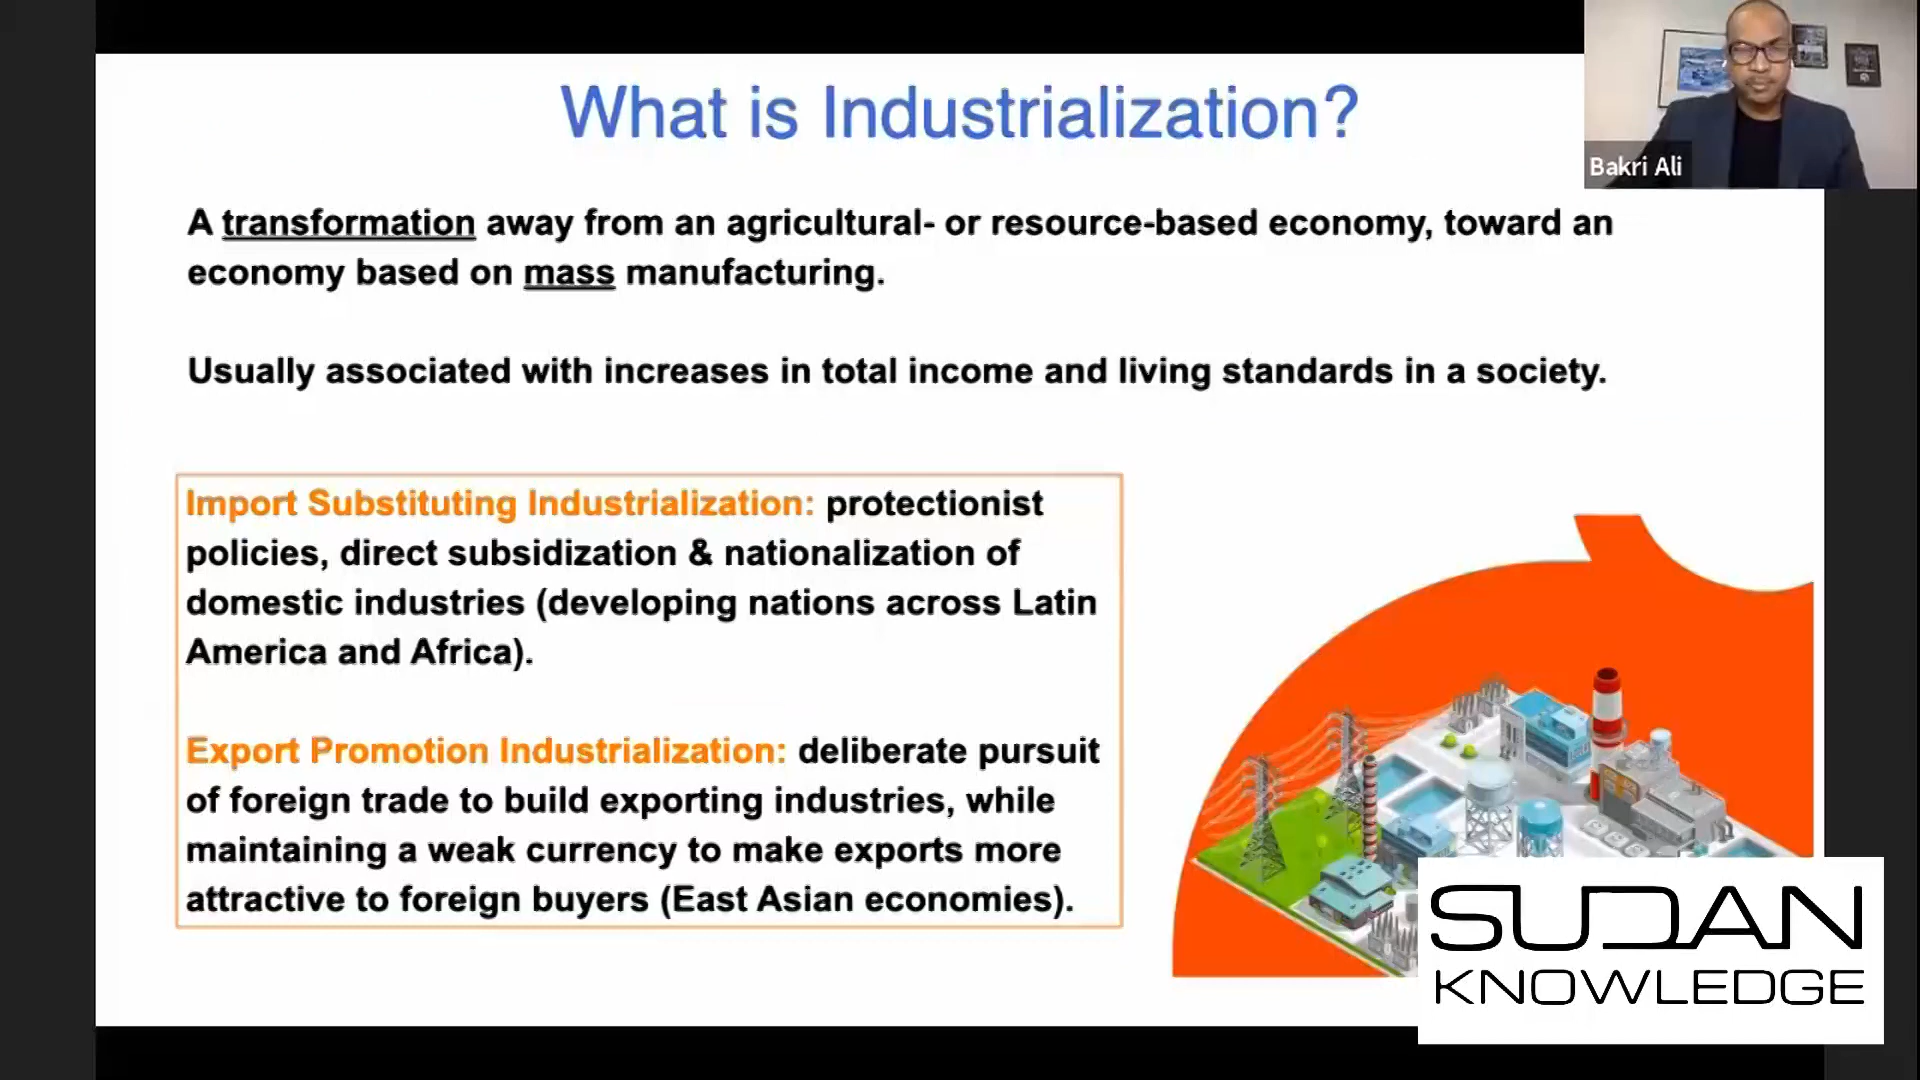 What is Industrialization?
Bakri Ali
A transformation away from an agricultural- or resource-based economy, toward an
economy based on mass manufacturing.
Usually associated with increases in total income and living standards in a society.
Import Substituting Industrialization: protectionist
policies, direct subsidization & nationalization of
domestic industries (developing nations across Latin
America and Africa).
Export Promotion Industrialization: deliberate pursuit
of foreign trade to build exporting industries, while
maintaining a weak currency to make exports more
attractive to foreign buyers (East Asian economies).
SUDAN
KNOWLEDGE